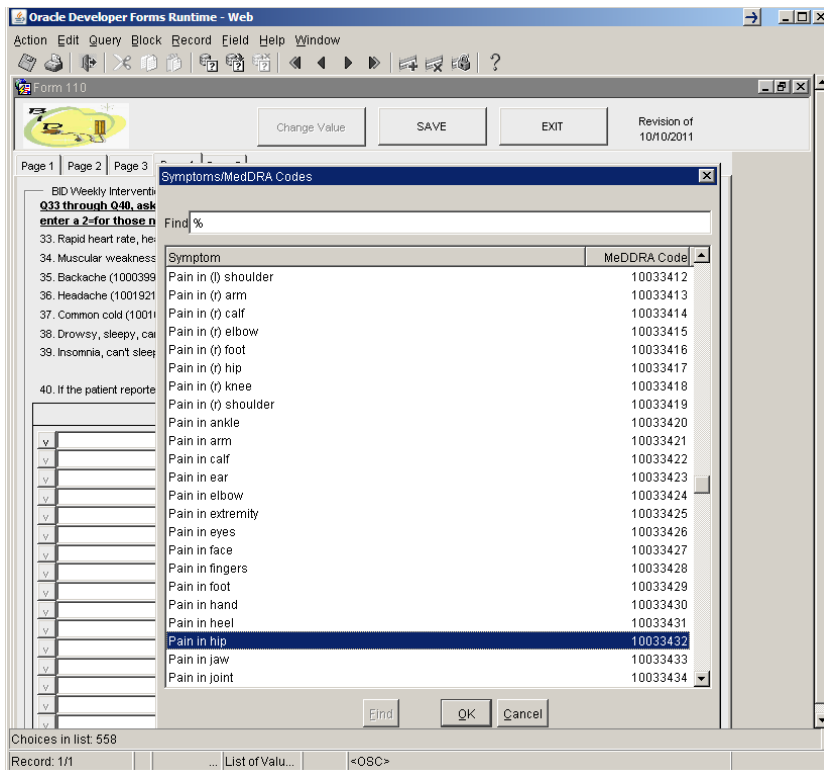 Oracle Developer Forms Runtime - Web
Action Edit Query Block Record Field Help Window
Form 110
Change Value SAVE EXIT Revision of
10/10/2011
Page 1 Page 2 Page 3
Symptoms/MedDRA Codes
BID Weekly Interventi
Q33 through Q40, ask
enter a 2=for those n
33. Rapid heart rate, hea
34. Muscular weakness
35. Backache (1000399
36. Headache (1001921
37. Common cold (1001
38. Drowsy, sleepy, ca
39. Insomnia, can't sleep
40. If the patient reporte
Find %
Symptom MeDDRA Code
Pain in (l) shoulder 10033412
Pain in (r) arm 10033413
Pain in (r) calf 10033414
Pain in (r) elbow 10033415
Pain in (r) foot 10033416
Pain in (r) hip 10033417
Pain in (r) knee 10033418
Pain in (r) shoulder 10033419
Pain in ankle 10033420
Pain in arm 10033421
Pain in calf 10033422
Pain in ear 10033423
Pain in elbow 10033424
Pain in extremity 10033425
Pain in eyes 10033426
Pain in face 10033427
Pain in fingers 10033428
Pain in foot 10033429
Pain in hand 10033430
Pain in heel 10033431
Pain in hip 10033432
Pain in jaw 10033433
Pain in joint 10033434
Find OK Cancel
Choices in list: 558
Record: 1/1 ... List of Valu... <OSC>